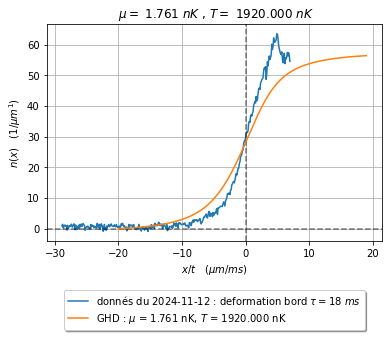 μ = 1.761 nK , T = 1920.000 nK
n(x) (1/μm¹)
60
50
40
30
20
10
0
−30
−20
−10
0
10
20
x/t (μm/ms)
donnés du 2024-11-12 : deformation bord τ = 18 ms
GHD : μ = 1.761 nK, T = 1920.000 nK